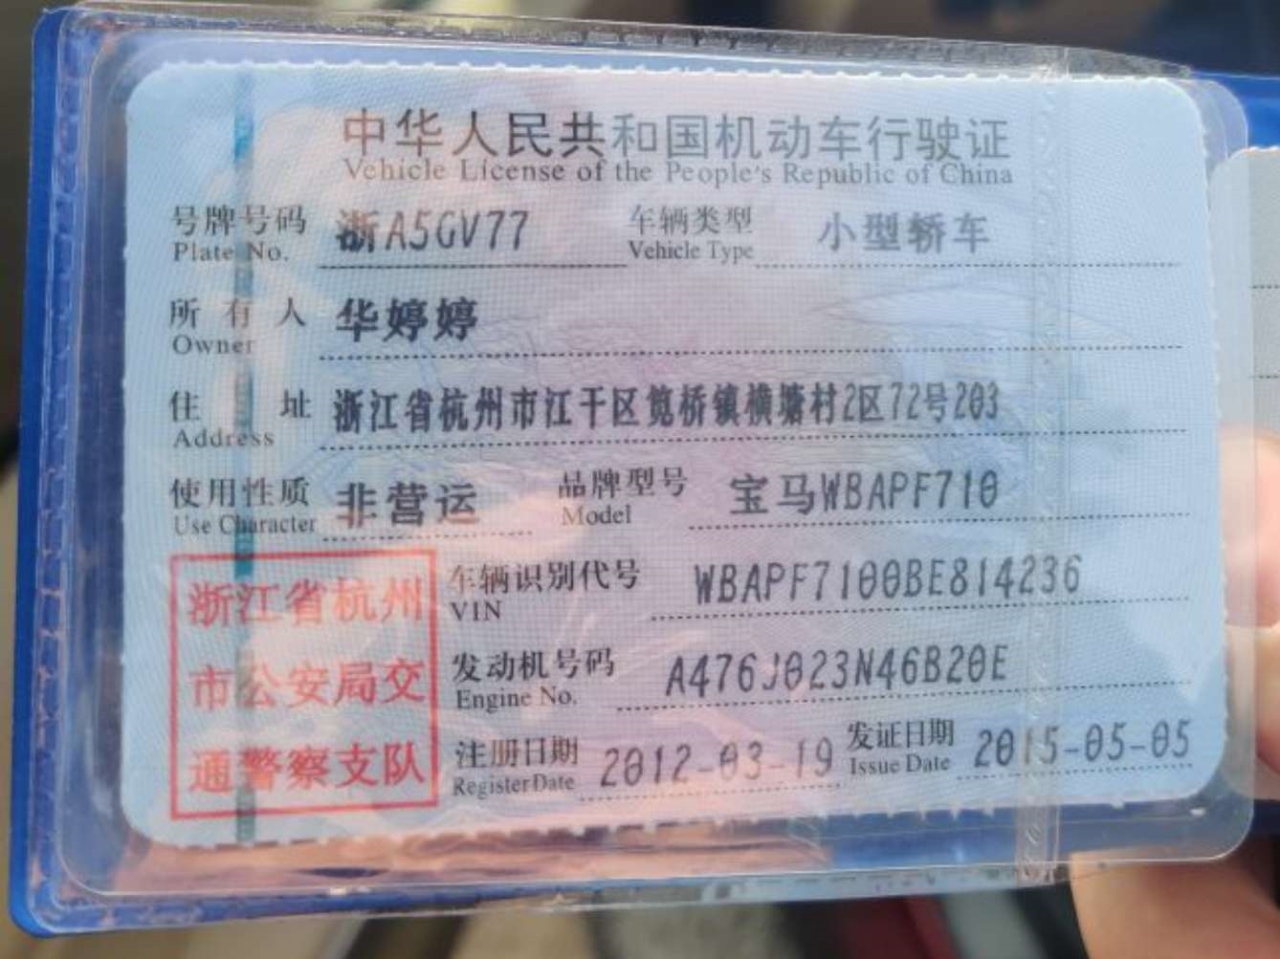 中华人民共和国机动车行驶证
Vehicle License of the People's Republic of China
号牌号码 浙A5GV77 车辆类型 小型轿车
Plate No. Vehicle Type
所有人 华婷婷
Owner
住址 浙江省杭州市江干区笕桥镇横塘村2区72号203
Address
使用性质 非营运 品牌型号 宝马WBAPF710
Use Character Model
浙江省杭州 车辆识别代号 WBAPF7100BE814236
VIN
市公安局交 发动机号码 A476J023N46B20E
Engine No.
通警察支队 注册日期 2012-03-19 发证日期 2015-05-05
Register Date Issue Date